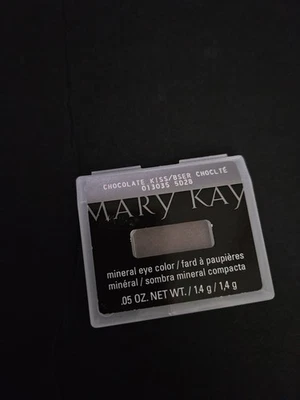 CHOCOLATE KISS/BSER CHOCLTÉ
013035 5028
MARY KAY
mineral eye color / fard à paupières
minéral / sombra mineral compacta
.05 OZ. NET WT. / 1.4 g / 1,4 g